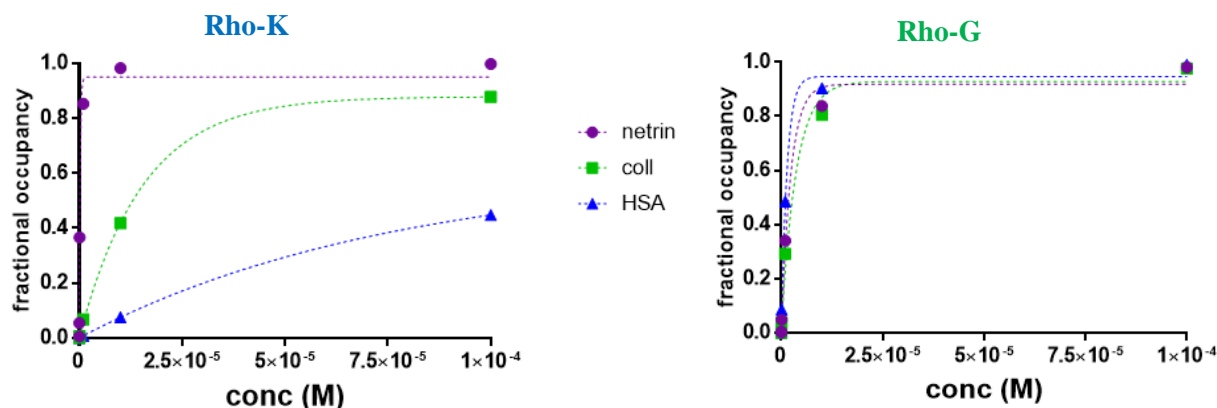 Rho-K
fractional occupancy
1.0
0.8
0.6
0.4
0.2
0.0
0
2.5×10⁻⁵
5×10⁻⁵
7.5×10⁻⁵
1×10⁻⁴
conc (M)
netrin
coll
HSA
Rho-G
fractional occupancy
1.0
0.8
0.6
0.4
0.2
0.0
0
2.5×10⁻⁵
5×10⁻⁵
7.5×10⁻⁵
1×10⁻⁴
conc (M)